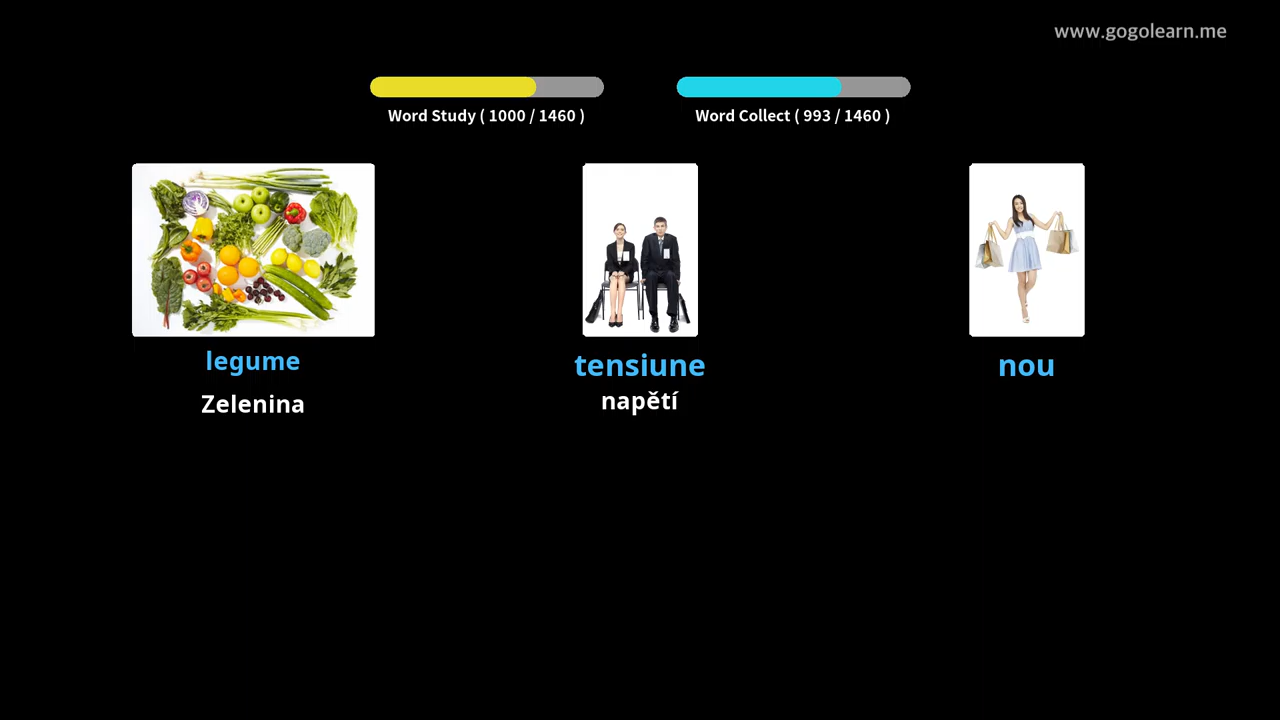 www.gogolearn.me
Word Study ( 1000 / 1460 )
Word Collect ( 993 / 1460 )
legume
Zelenina
tensiune
napětí
nou